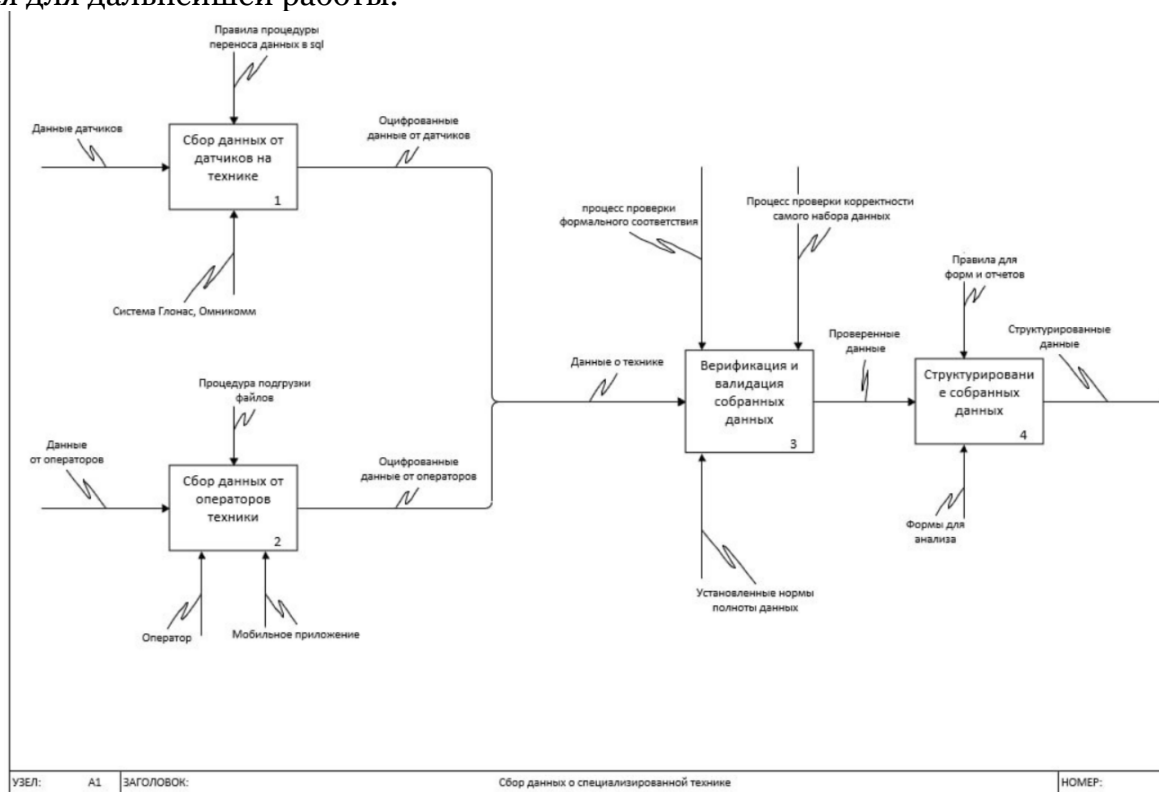 для дальнейшей работы.
Правила процедуры
переноса данных в sql
Данные датчиков
Сбор данных от
датчиков на
технике
1
Оцифрованные
данные от датчиков
Система Глонас, Омникомм
процесс проверки
формального соответствия
Процесс проверки корректности
самого набора данных
Правила для
форм и отчетов
Данные о технике
Верификация и
валидация
собранных
данных
3
Проверенные
данные
Структурировани
е собранных
данных
4
Структурированные
данные
Процедура подгрузки
файлов
Данные
от операторов
Сбор данных от
операторов
техники
2
Оцифрованные
данные от операторов
Оператор
Мобильное приложение
Установленные нормы
полноты данных
Формы для
анализа
УЗЕЛ: А1 ЗАГОЛОВОК: Сбор данных о специализированной технике НОМЕР: